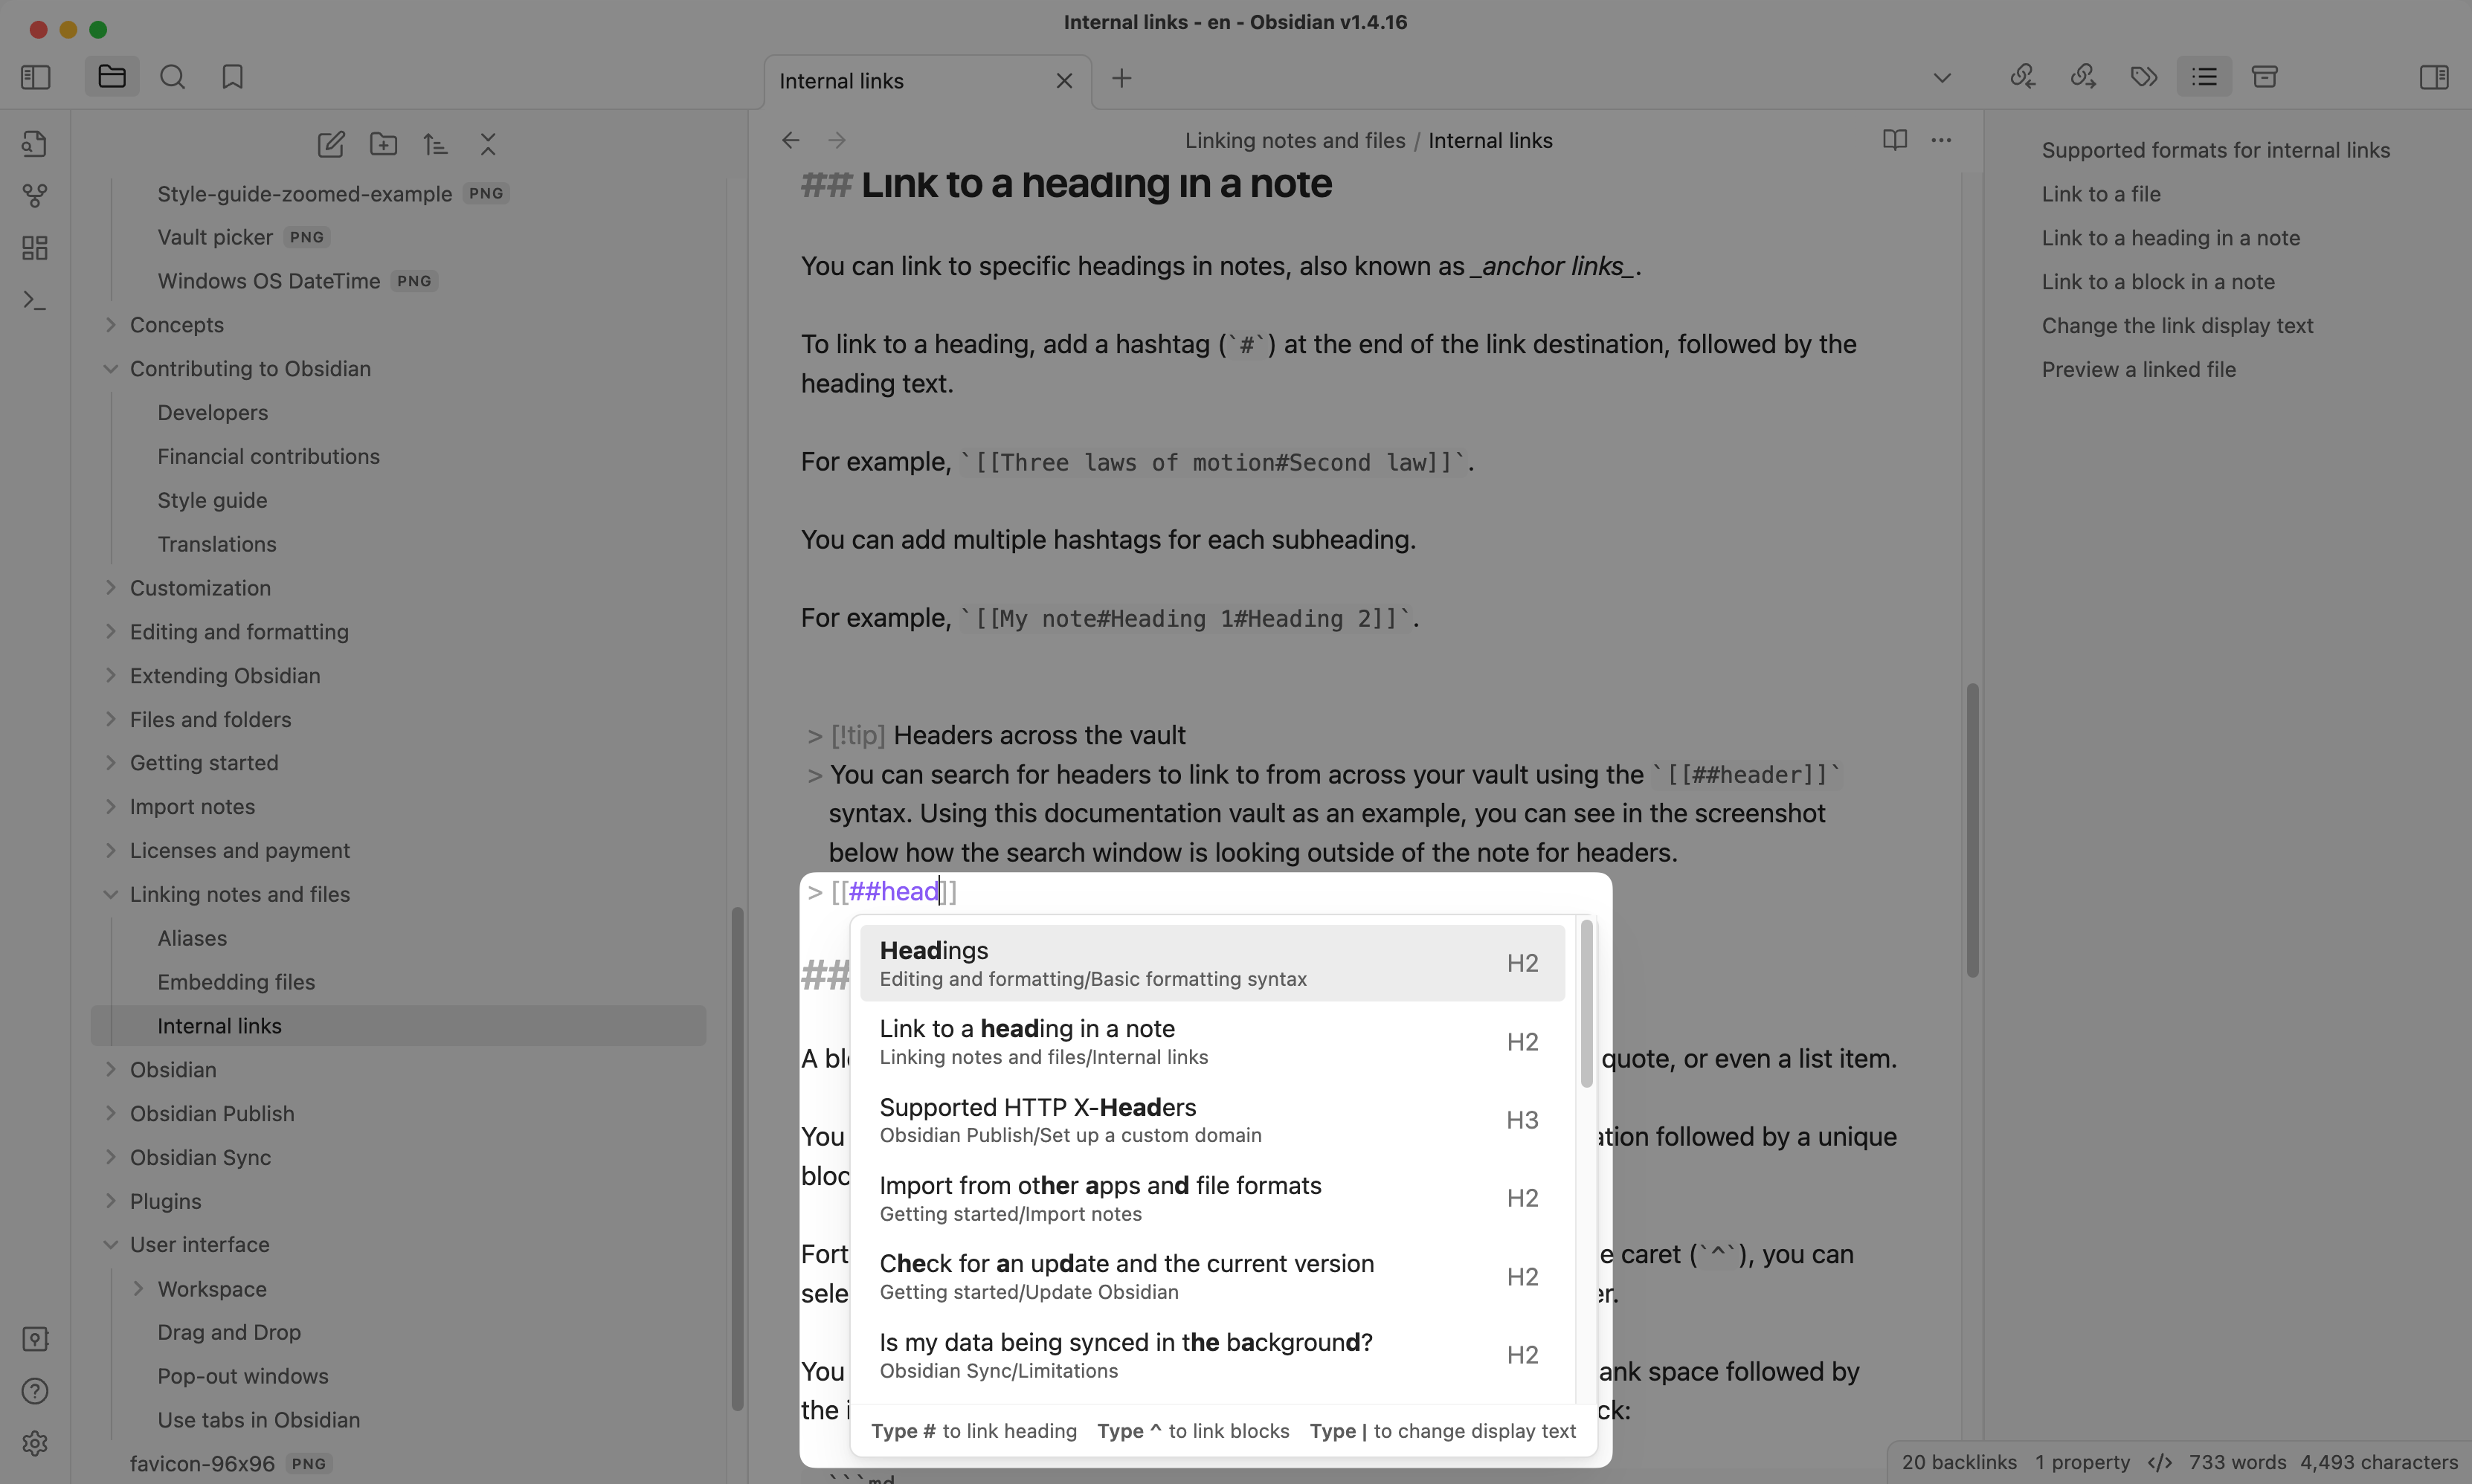 Internal links - en - Obsidian v1.4.16
Internal links
Style-guide-zoomed-example PNG
Vault picker PNG
Windows OS DateTime PNG
Concepts
Contributing to Obsidian
Developers
Financial contributions
Style guide
Translations
Customization
Editing and formatting
Extending Obsidian
Files and folders
Getting started
Import notes
Licenses and payment
Linking notes and files
Aliases
Embedding files
Internal links
Obsidian
Obsidian Publish
Obsidian Sync
Plugins
User interface
Workspace
Drag and Drop
Pop-out windows
Use tabs in Obsidian
favicon-96x96 PNG
Linking notes and files / Internal links
## Link to a heading in a note
You can link to specific headings in notes, also known as _anchor links_.
To link to a heading, add a hashtag (`#`) at the end of the link destination, followed by the
heading text.
For example, `[[Three laws of motion#Second law]]`.
You can add multiple hashtags for each subheading.
For example, `[[My note#Heading 1#Heading 2]]`.
> [!tip] Headers across the vault
> You can search for headers to link to from across your vault using the `[[##header]]`
syntax. Using this documentation vault as an example, you can see in the screenshot
below how the search window is looking outside of the note for headers.
> [[##head]]
##
Headings
Editing and formatting/Basic formatting syntax
H2
Link to a heading in a note
Linking notes and files/Internal links
H2
Supported HTTP X-Headers
Obsidian Publish/Set up a custom domain
H3
Import from other apps and file formats
Getting started/Import notes
H2
Check for an update and the current version
Getting started/Update Obsidian
H2
Is my data being synced in the background?
Obsidian Sync/Limitations
H2
Type # to link heading Type ^ to link blocks Type | to change display text
A quote, or even a list item.
You followed by a unique
caret (`^`), you can
You space followed by
the
```md
Supported formats for internal links
Link to a file
Link to a heading in a note
Link to a block in a note
Change the link display text
Preview a linked file
20 backlinks 1 property </> 733 words 4,493 characters